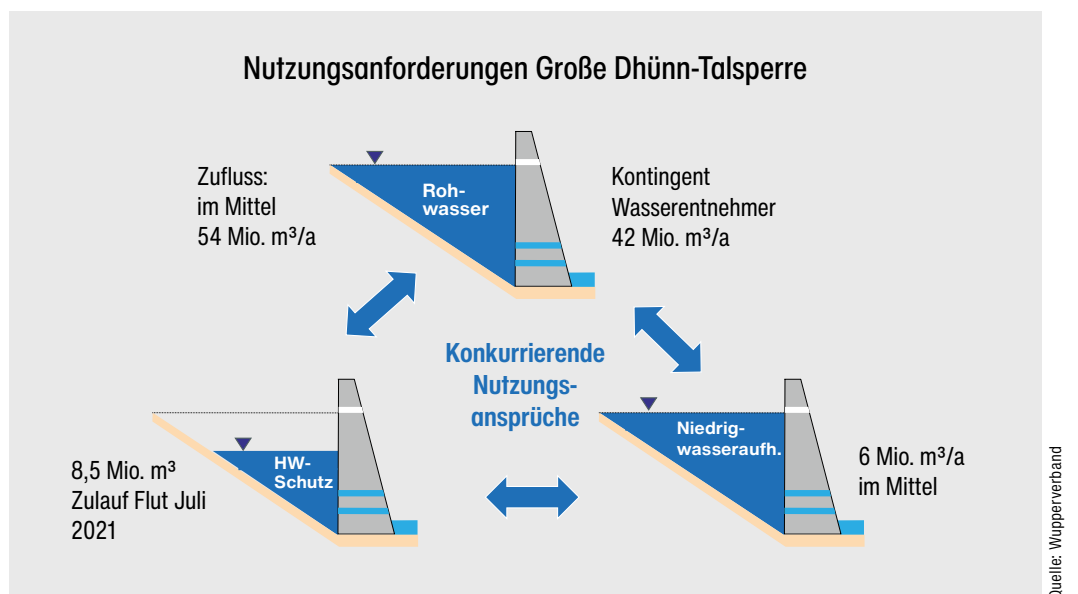 Nutzungsanforderungen Große Dhünn-Talsperre
Zufluss:
im Mittel
54 Mio. m³/a
Roh-
wasser
Kontingent
Wasserentnehmer
42 Mio. m³/a
Konkurrierende
Nutzungs-
ansprüche
8,5 Mio. m³
Zulauf Flut Juli
2021
HW-
Schutz
Niedrig-
wasseraufh.
6 Mio. m³/a
im Mittel
Quelle: Wupperverband